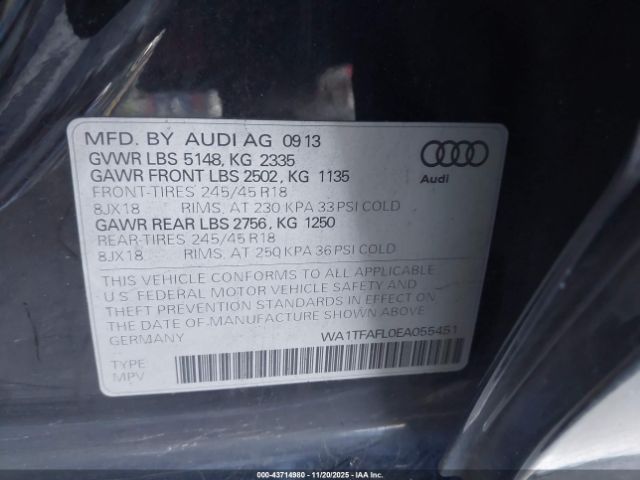 MFD. BY AUDI AG 09 13
GVWR LBS 5148, KG 2335
GAWR FRONT LBS 2502, KG 1135
FRONT-TIRES 245/45 R18
8JX18 RIMS, AT 230 KPA 33 PSI COLD
GAWR REAR LBS 2756, KG 1250
REAR-TIRES 245/45 R18
8JX18 RIMS, AT 250 KPA 36 PSI COLD
Audi
THIS VEHICLE CONFORMS TO ALL APPLICABLE
U.S. FEDERAL MOTOR VEHICLE SAFETY AND
THEFT PREVENTION STANDARDS IN EFFECT ON
THE DATE OF MANUFACTURE SHOWN ABOVE.
GERMANY WA1TFAFL0EA055451
TYPE
MPV
000-43714980 - 11/20/2025 - IAAI.COM